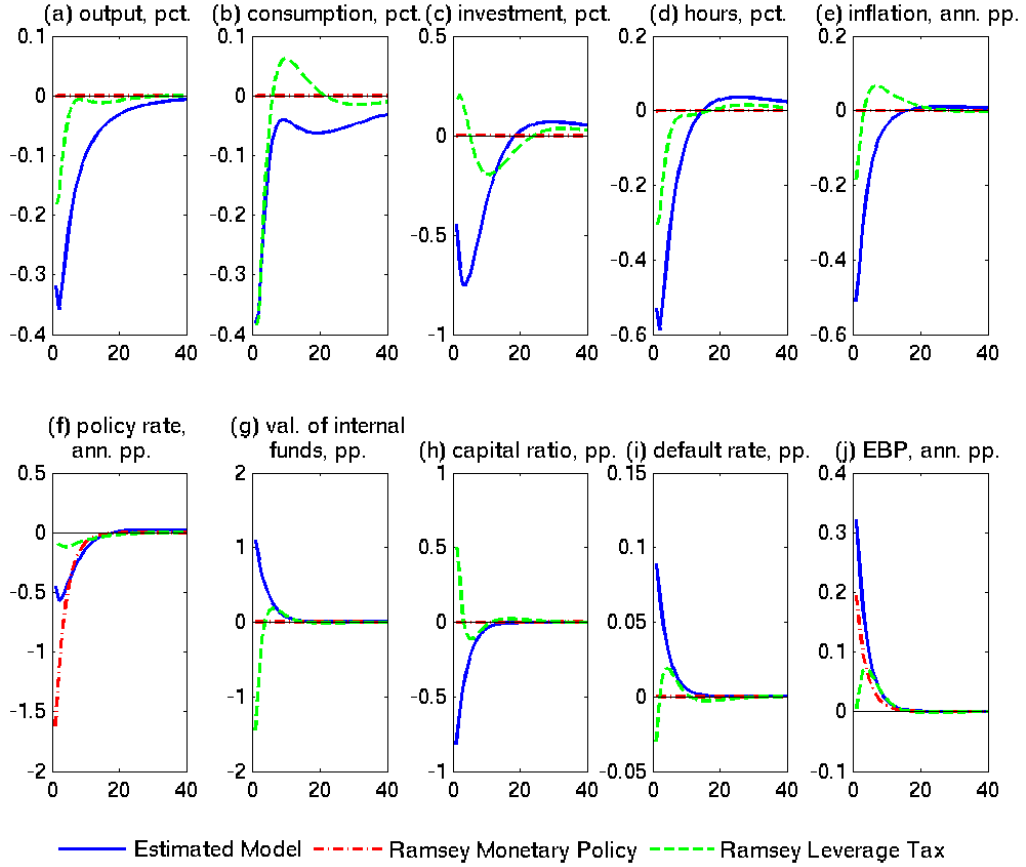 (a) output, pct.
(b) consumption, pct.
(c) investment, pct.
(d) hours, pct.
(e) inflation, ann. pp.
0.1
0
-0.1
-0.2
-0.3
-0.4
0 20 40
0.1
0
-0.1
-0.2
-0.3
-0.4
0 20 40
0.5
0
-0.5
-1
0 20 40
0.2
0
-0.2
-0.4
-0.6
0 20 40
0.2
0
-0.2
-0.4
-0.6
0 20 40
(f) policy rate,
ann. pp.
(g) val. of internal
funds, pp.
(h) capital ratio, pp.
(i) default rate, pp.
(j) EBP, ann. pp.
0.5
0
-0.5
-1
-1.5
-2
0 20 40
2
1
0
-1
-2
0 20 40
1
0.5
0
-0.5
-1
0 20 40
0.15
0.1
0.05
0
-0.05
0 20 40
0.4
0.3
0.2
0.1
0
-0.1
0 20 40
Estimated Model
Ramsey Monetary Policy
Ramsey Leverage Tax